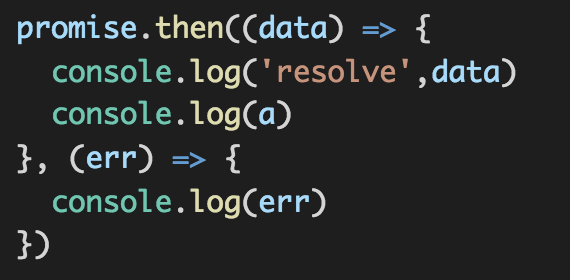 promise.then((data) => {
  console.log('resolve',data)
  console.log(a)
}, (err) => {
  console.log(err)
})